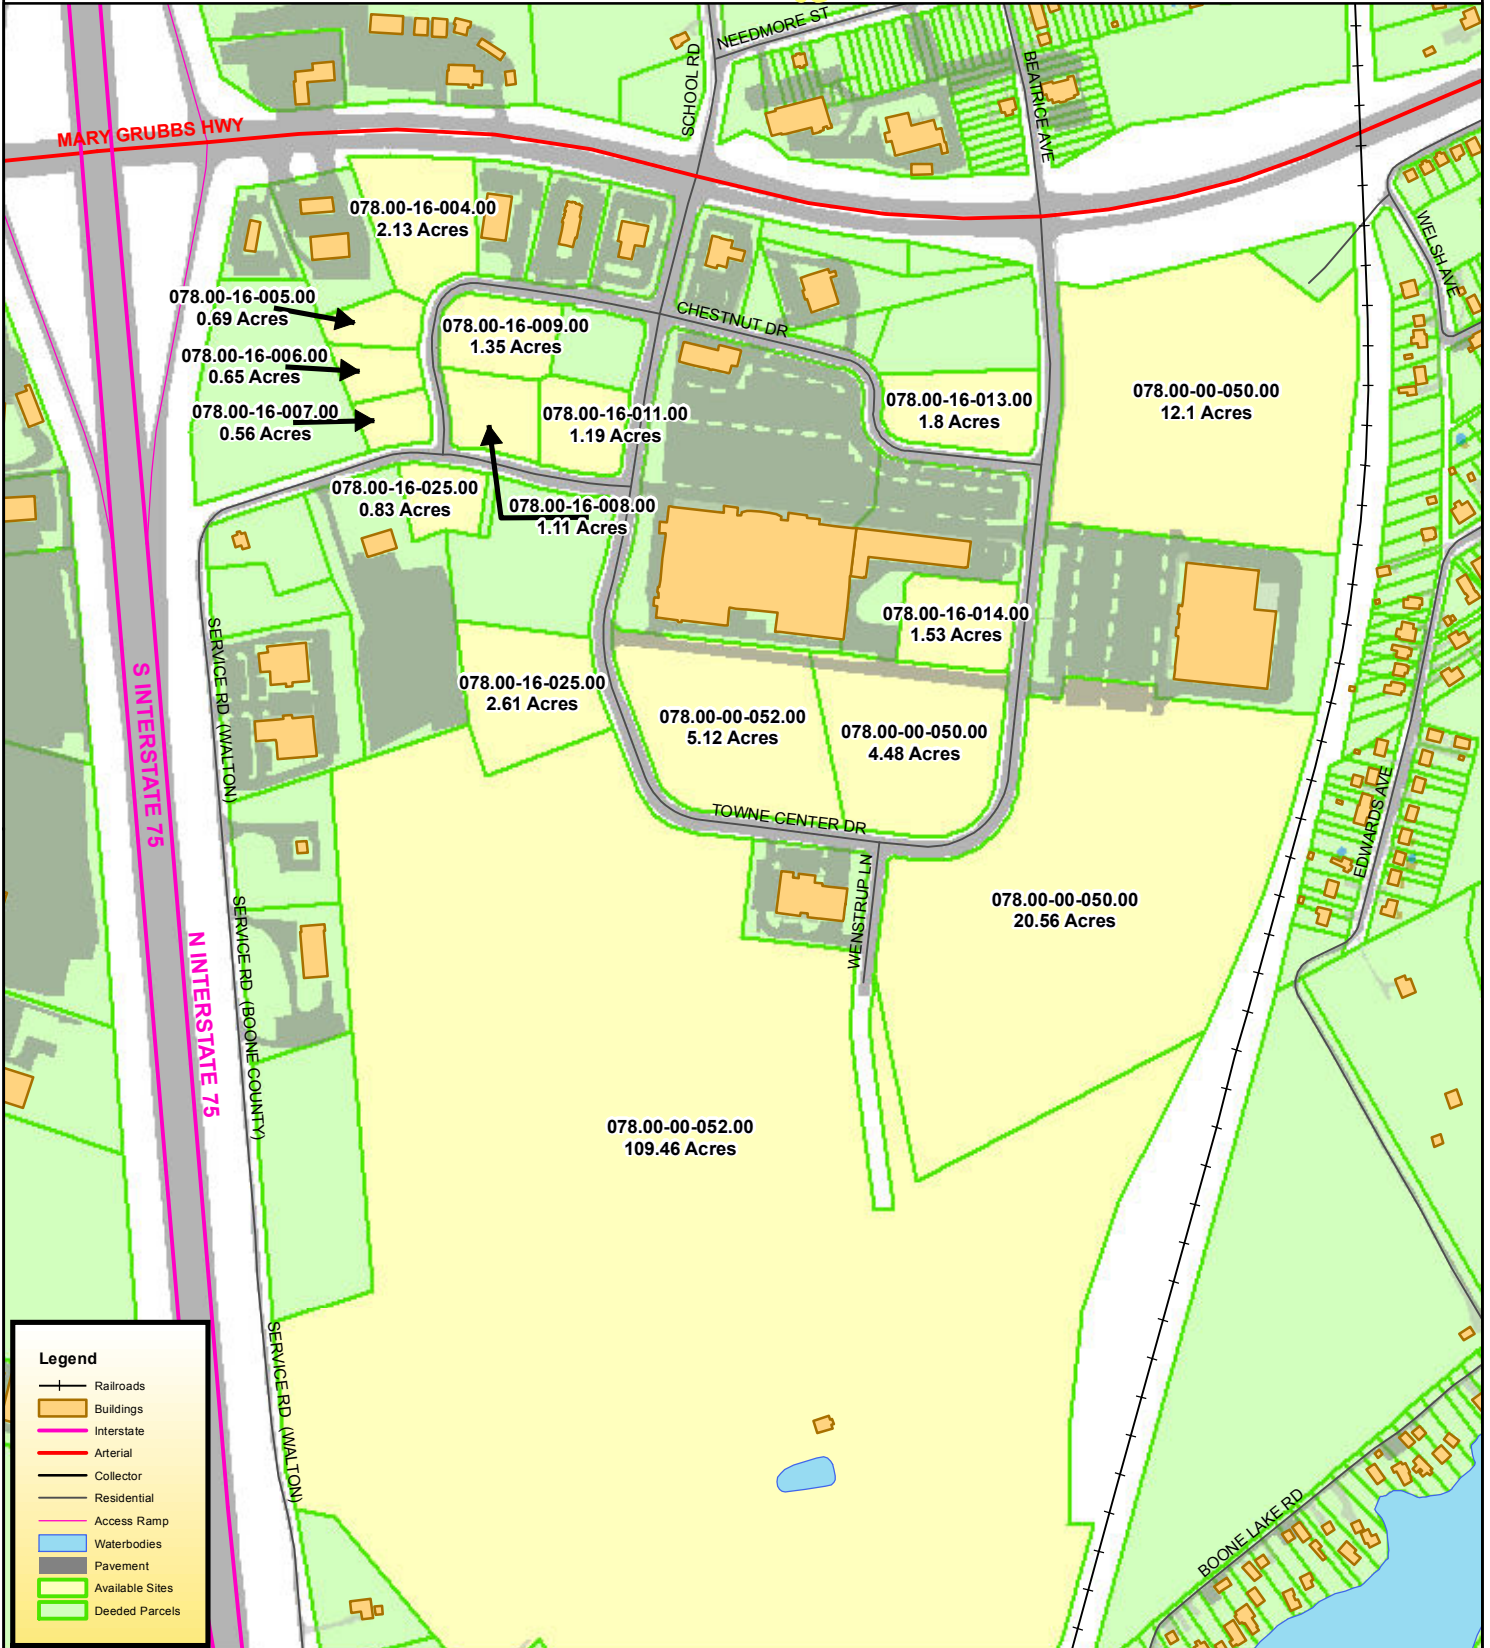 NEEDMORE ST
SCHOOL RD
BEATRICE AVE
MARY GRUBBS HWY
WELSH AVE
078.00-16-004.00
2.13 Acres
078.00-16-005.00
0.69 Acres
CHESTNUT DR
078.00-16-009.00
1.35 Acres
078.00-16-006.00
0.65 Acres
078.00-16-007.00
0.56 Acres
078.00-16-011.00
1.19 Acres
078.00-16-013.00
1.8 Acres
078.00-00-050.00
12.1 Acres
078.00-16-025.00
0.83 Acres
078.00-16-008.00
1.11 Acres
078.00-16-014.00
1.53 Acres
SERVICE RD (WALTON)
S INTERSTATE 75
078.00-16-025.00
2.61 Acres
078.00-00-052.00
5.12 Acres
078.00-00-050.00
4.48 Acres
TOWNE CENTER DR
EDWARDS AVE
WENSTRUP LN
078.00-00-050.00
20.56 Acres
SERVICE RD (BOONE COUNTY)
N INTERSTATE 75
078.00-00-052.00
109.46 Acres
SERVICE RD (WALTON)
BOONE LAKE RD
Legend
Railroads
Buildings
Interstate
Arterial
Collector
Residential
Access Ramp
Waterbodies
Pavement
Available Sites
Deeded Parcels